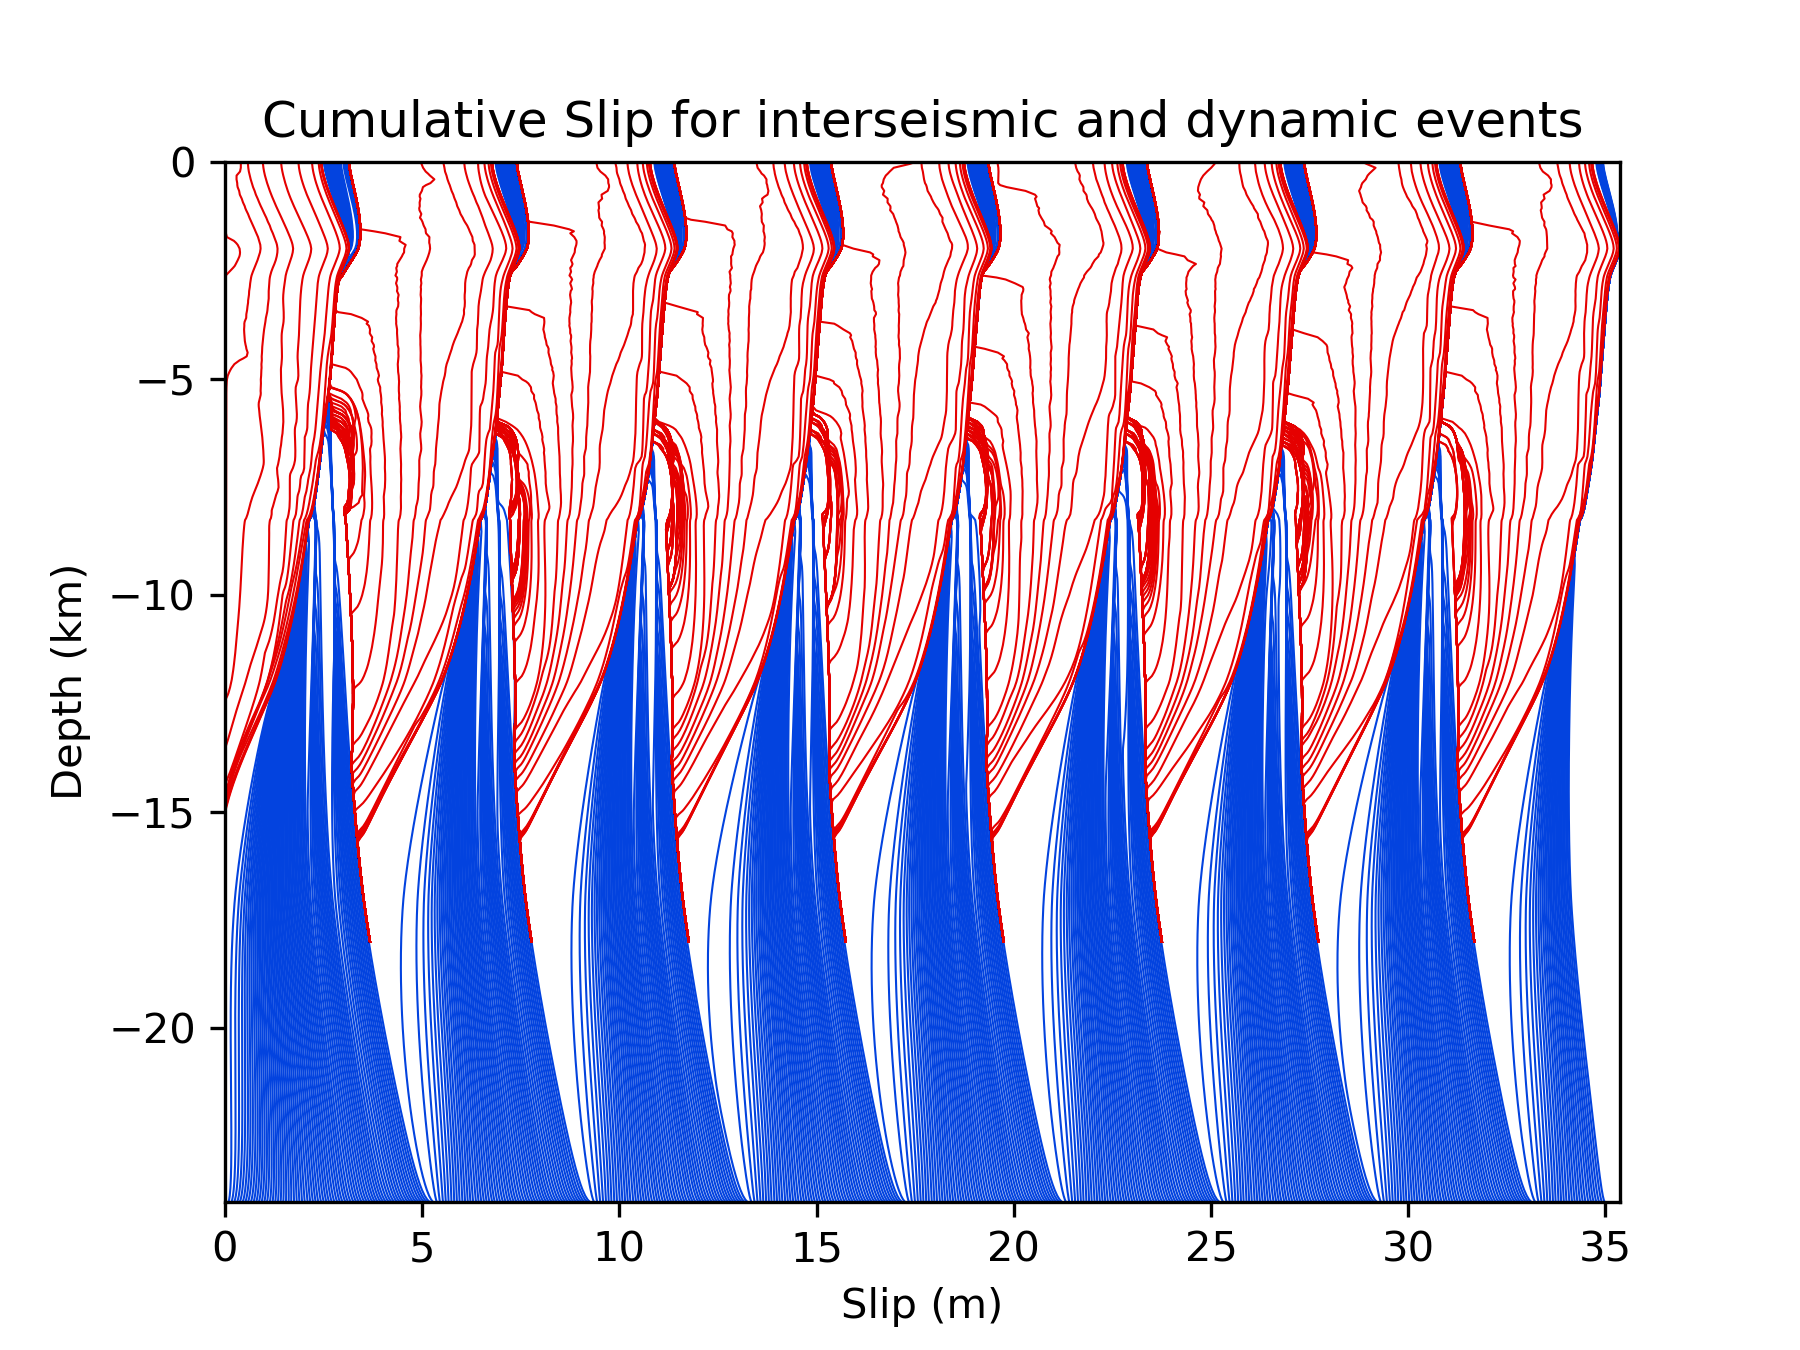 Cumulative Slip for interseismic and dynamic events
0
−5
−10
−15
−20
Depth (km)
0 5 10 15 20 25 30 35
Slip (m)